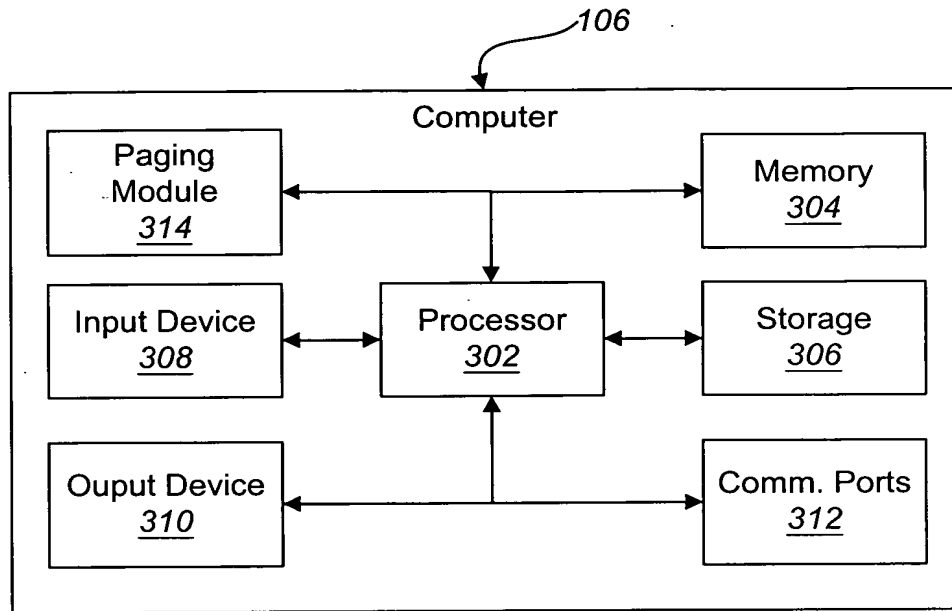 106
Computer
Paging
Module
314
Memory
304
Input Device
308
Processor
302
Storage
306
Ouput Device
310
Comm. Ports
312